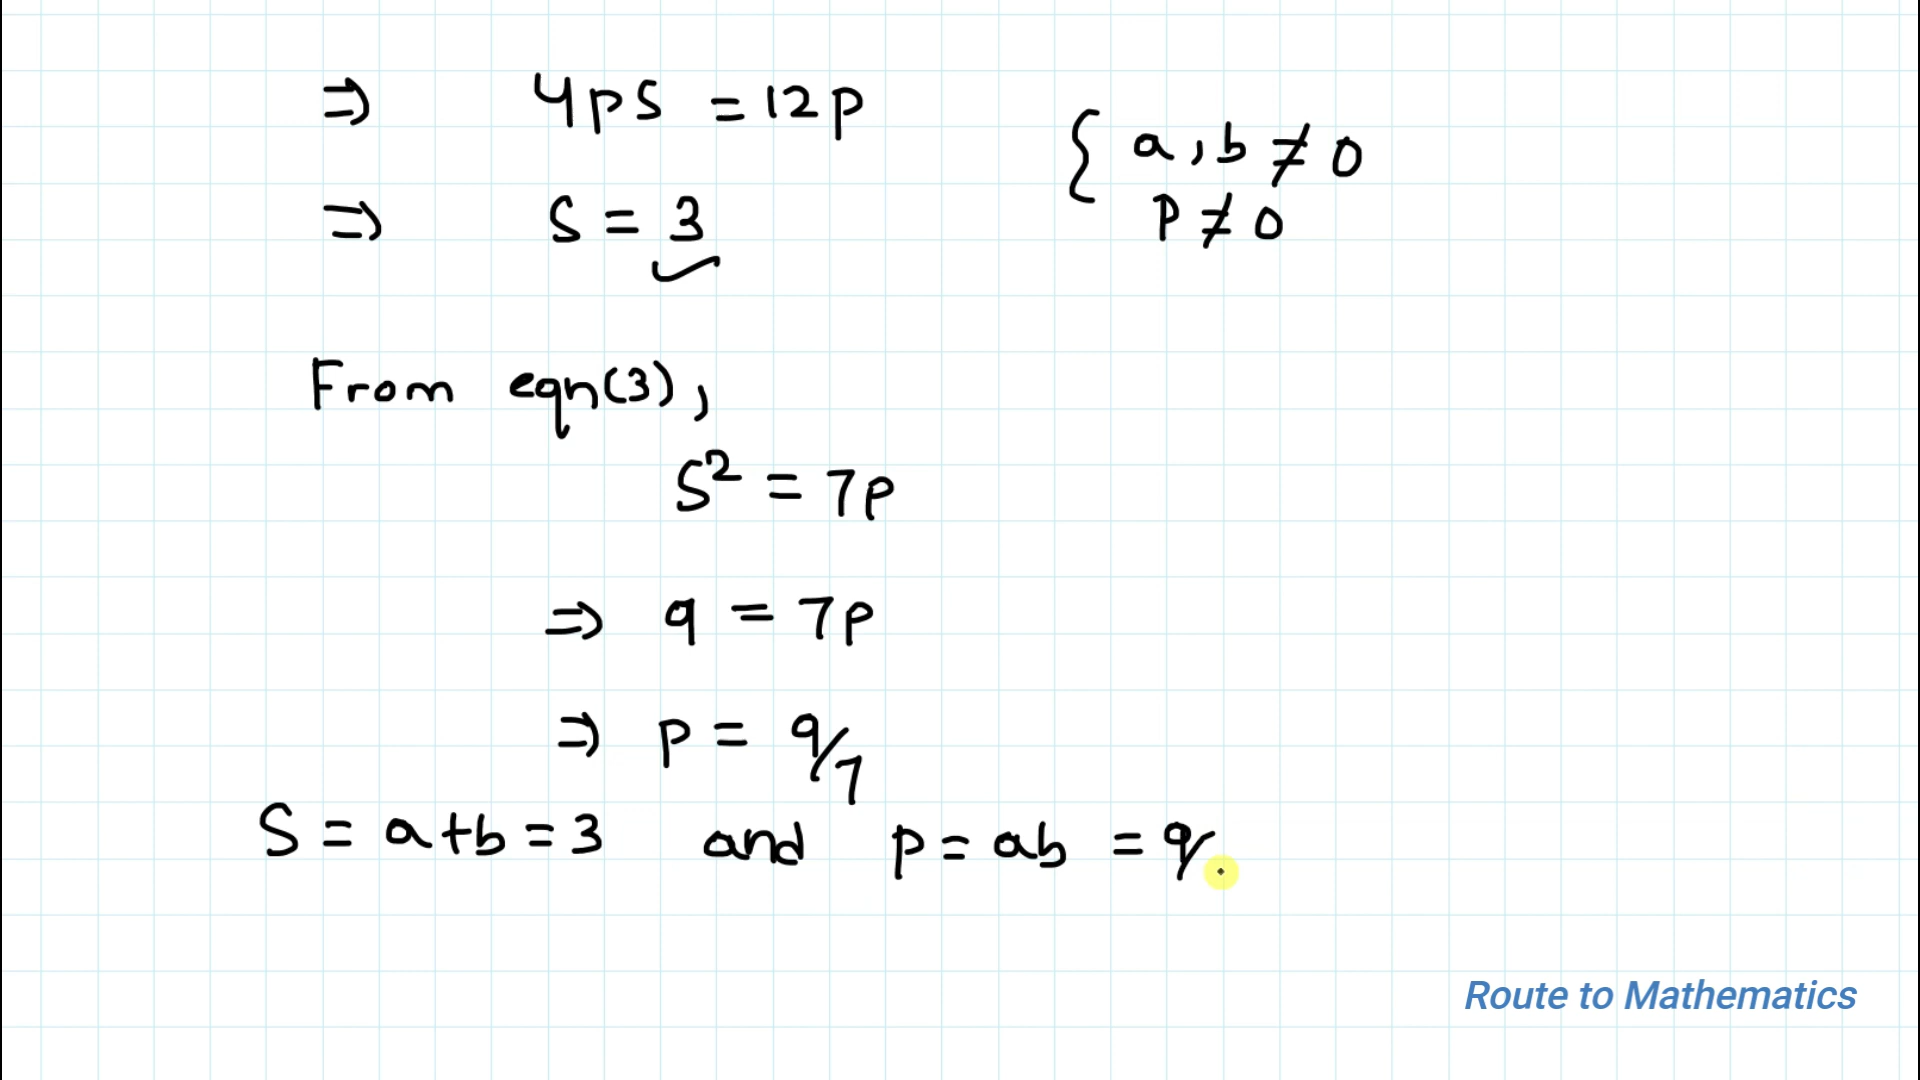 ⇒ 4ps = 12p
{ a, b ≠ 0
⇒ S = 3
p ≠ 0
From eqn(3),
S² = 7p
⇒ 9 = 7p
⇒ p = 9/7
S = a+b = 3 and p = ab = 9/
Route to Mathematics